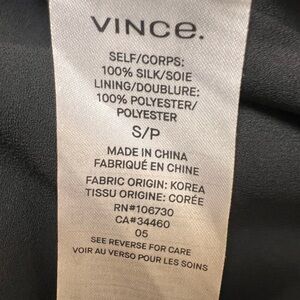 VINCE.
SELF/CORPS:
100% SILK/SOIE
LINING/DOUBLURE:
100% POLYESTER/
POLYESTER
S/P
MADE IN CHINA
FABRIQUÉ EN CHINE
FABRIC ORIGIN: KOREA
TISSU ORIGINE: CORÉE
RN#106730
CA#34460
05
SEE REVERSE FOR CARE
VOIR AU VERSO POUR LES SOINS